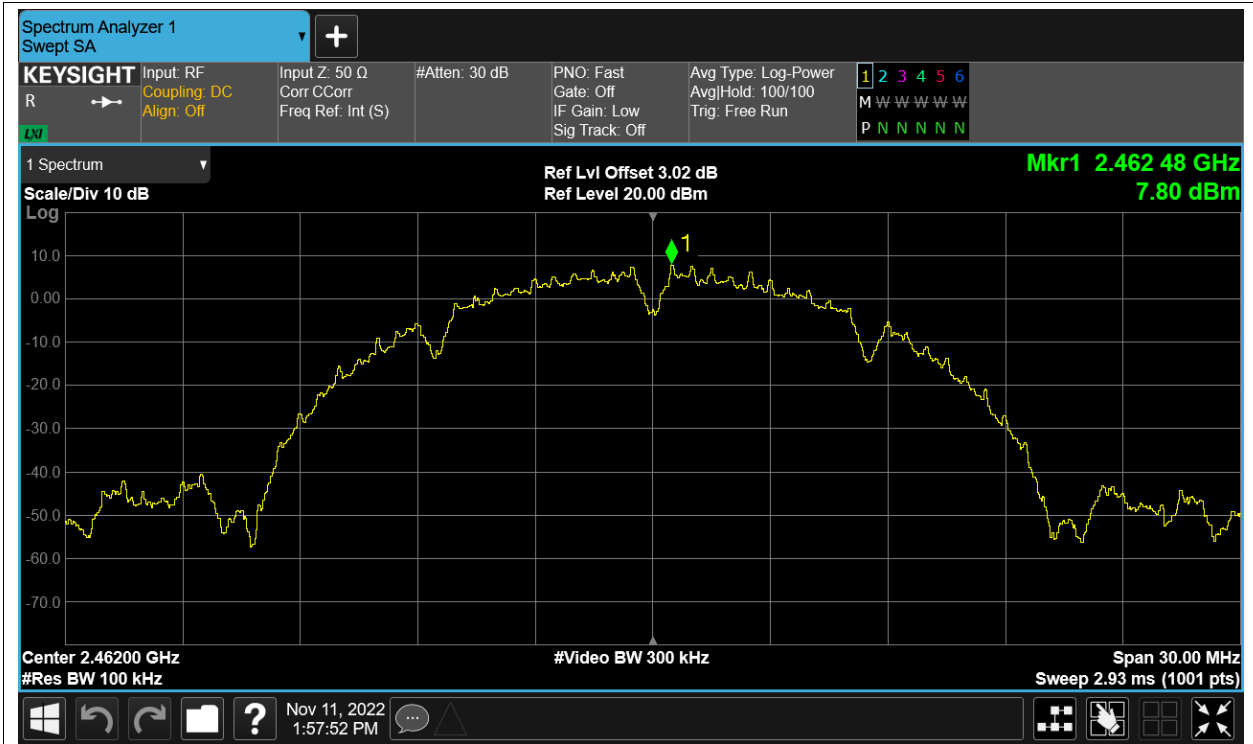 Spectrum Analyzer 1
Swept SA
KEYSIGHT
R
LXI
Input: RF
Coupling: DC
Align: Off
Input Z: 50 Ω
Corr CCorr
Freq Ref: Int (S)
#Atten: 30 dB
PNO: Fast
Gate: Off
IF Gain: Low
Sig Track: Off
Avg Type: Log-Power
Avg|Hold: 100/100
Trig: Free Run
1 2 3 4 5 6
M W W W W W
P N N N N N
1 Spectrum
Scale/Div 10 dB
Log
Ref Lvl Offset 3.02 dB
Ref Level 20.00 dBm
Mkr1 2.462 48 GHz
7.80 dBm
1
10.0
0.00
-10.0
-20.0
-30.0
-40.0
-50.0
-60.0
-70.0
Center 2.46200 GHz
#Res BW 100 kHz
#Video BW 300 kHz
Span 30.00 MHz
Sweep 2.93 ms (1001 pts)
?
Nov 11, 2022
1:57:52 PM